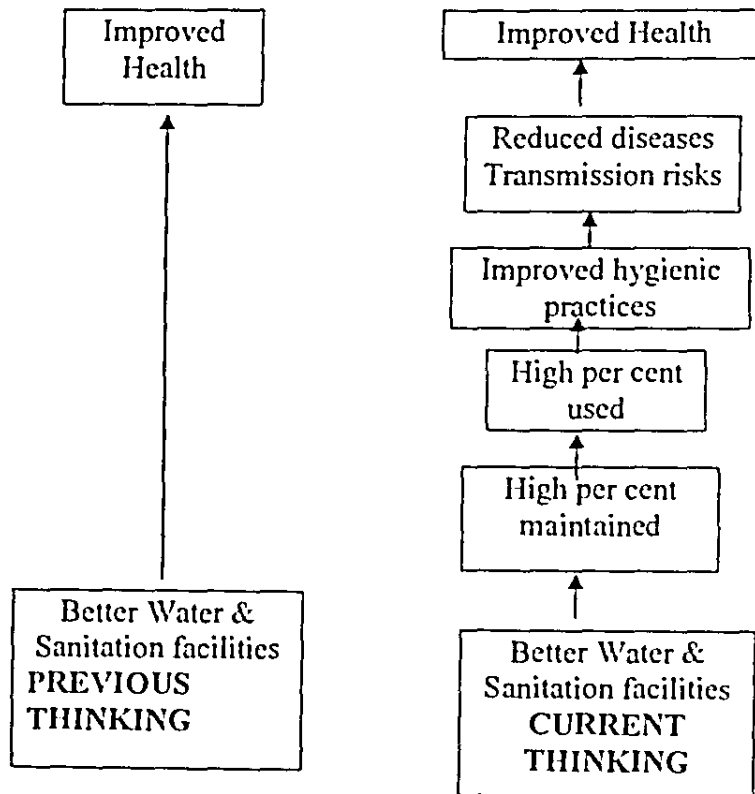 Improved
Health
Better Water &
Sanitation facilities
PREVIOUS
THINKING
Improved Health
Reduced diseases
Transmission risks
Improved hygienic
practices
High per cent
used
High per cent
maintained
Better Water &
Sanitation facilities
CURRENT
THINKING